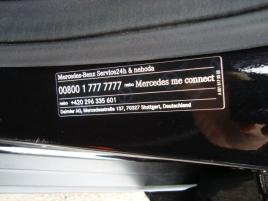 Mercedes-Benz Service24h & nehoda
00800 1 777 7777 nebo Mercedes me connect
nebo +420 296 335 601
Daimler AG, Mercedesstraße 137, 70327 Stuttgart, Deutschland